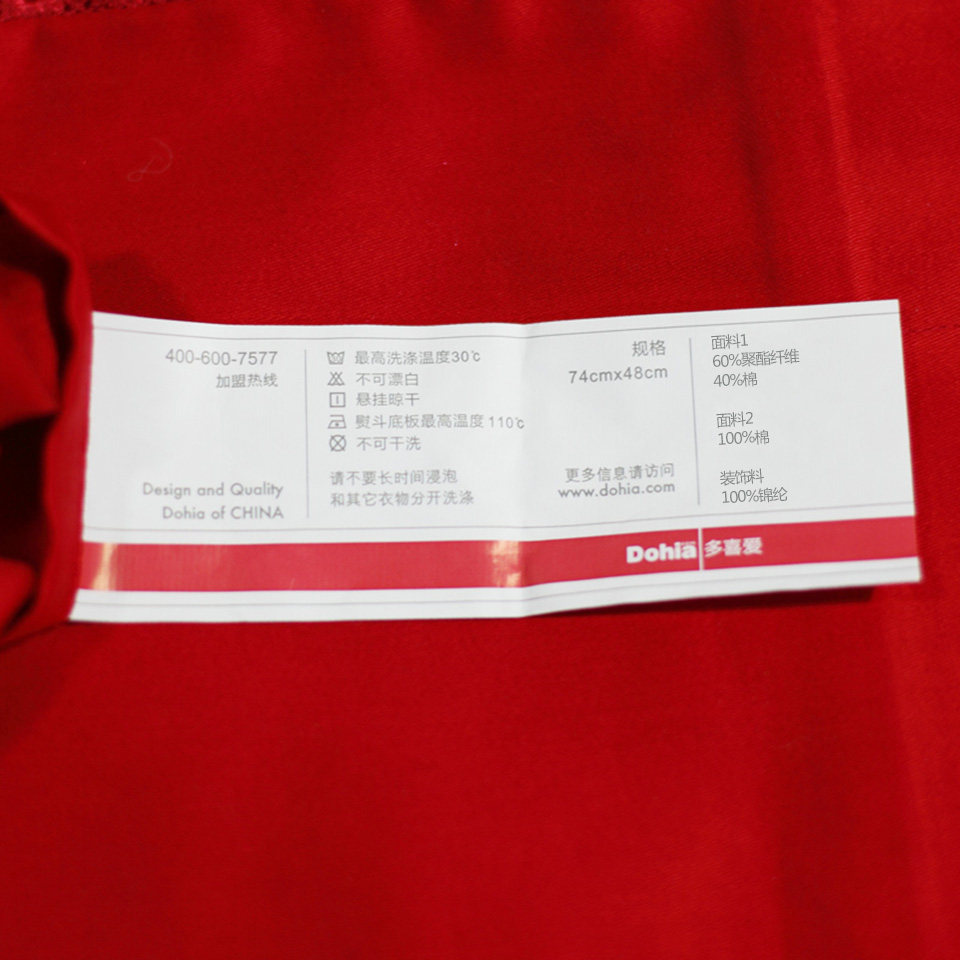 400-600-7577
加盟热线
Design and Quality
Dohia of CHINA
最高洗涤温度30℃
不可漂白
悬挂晾干
熨斗底板最高温度110℃
不可干洗
请不要长时间浸泡
和其它衣物分开洗涤
规格
74cmx48cm
更多信息请访问
www.dohia.com
面料1
60%聚酯纤维
40%棉
面料2
100%棉
装饰料
100%锦纶
Dohia 多喜爱